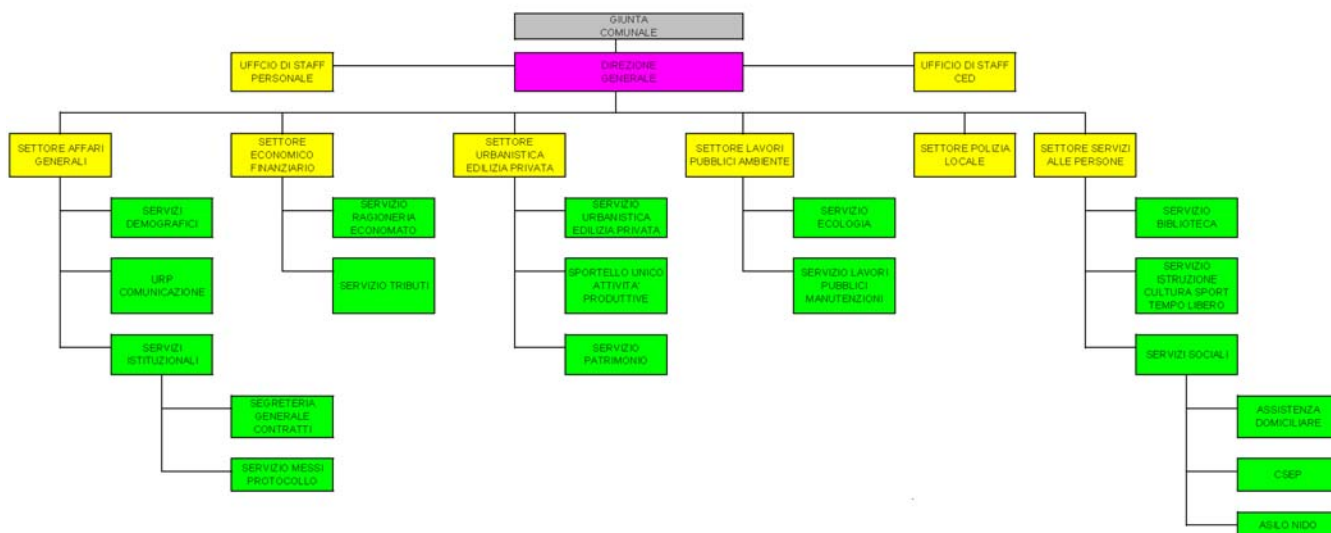 GIUNTA
COMUNALE
UFFCIO DI STAFF
PERSONALE
DIREZIONE
GENERALE
UFFICIO DI STAFF
CED
SETTORE AFFARI
GENERALI
SETTORE
ECONOMICO
FINANZIARIO
SETTORE
URBANISTICA
EDILIZIA PRIVATA
SETTORE LAVORI
PUBBLICI AMBIENTE
SETTORE POLIZIA
LOCALE
SETTORE SERVIZI
ALLE PERSONE
SERVIZI
DEMOGRAFICI
SERVIZIO
RAGIONERIA
ECONOMATO
SERVIZIO
URBANISTICA
EDILIZIA PRIVATA
SERVIZIO
ECOLOGIA
SERVIZIO
BIBLIOTECA
URP
COMUNICAZIONE
SERVIZIO TRIBUTI
SPORTELLO UNICO
ATTIVITA'
PRODUTTIVE
SERVIZIO LAVORI
PUBBLICI
MANUTENZIONI
SERVIZIO
ISTRUZIONE
CULTURA SPORT
TEMPO LIBERO
SERVIZI
ISTITUZIONALI
SERVIZIO
PATRIMONIO
SERVIZI SOCIALI
SEGRETERIA
GENERALE
CONTRATTI
ASSISTENZA
DOMICILIARE
SERVIZIO MESSI
PROTOCOLLO
CSEP
ASILO NIDO